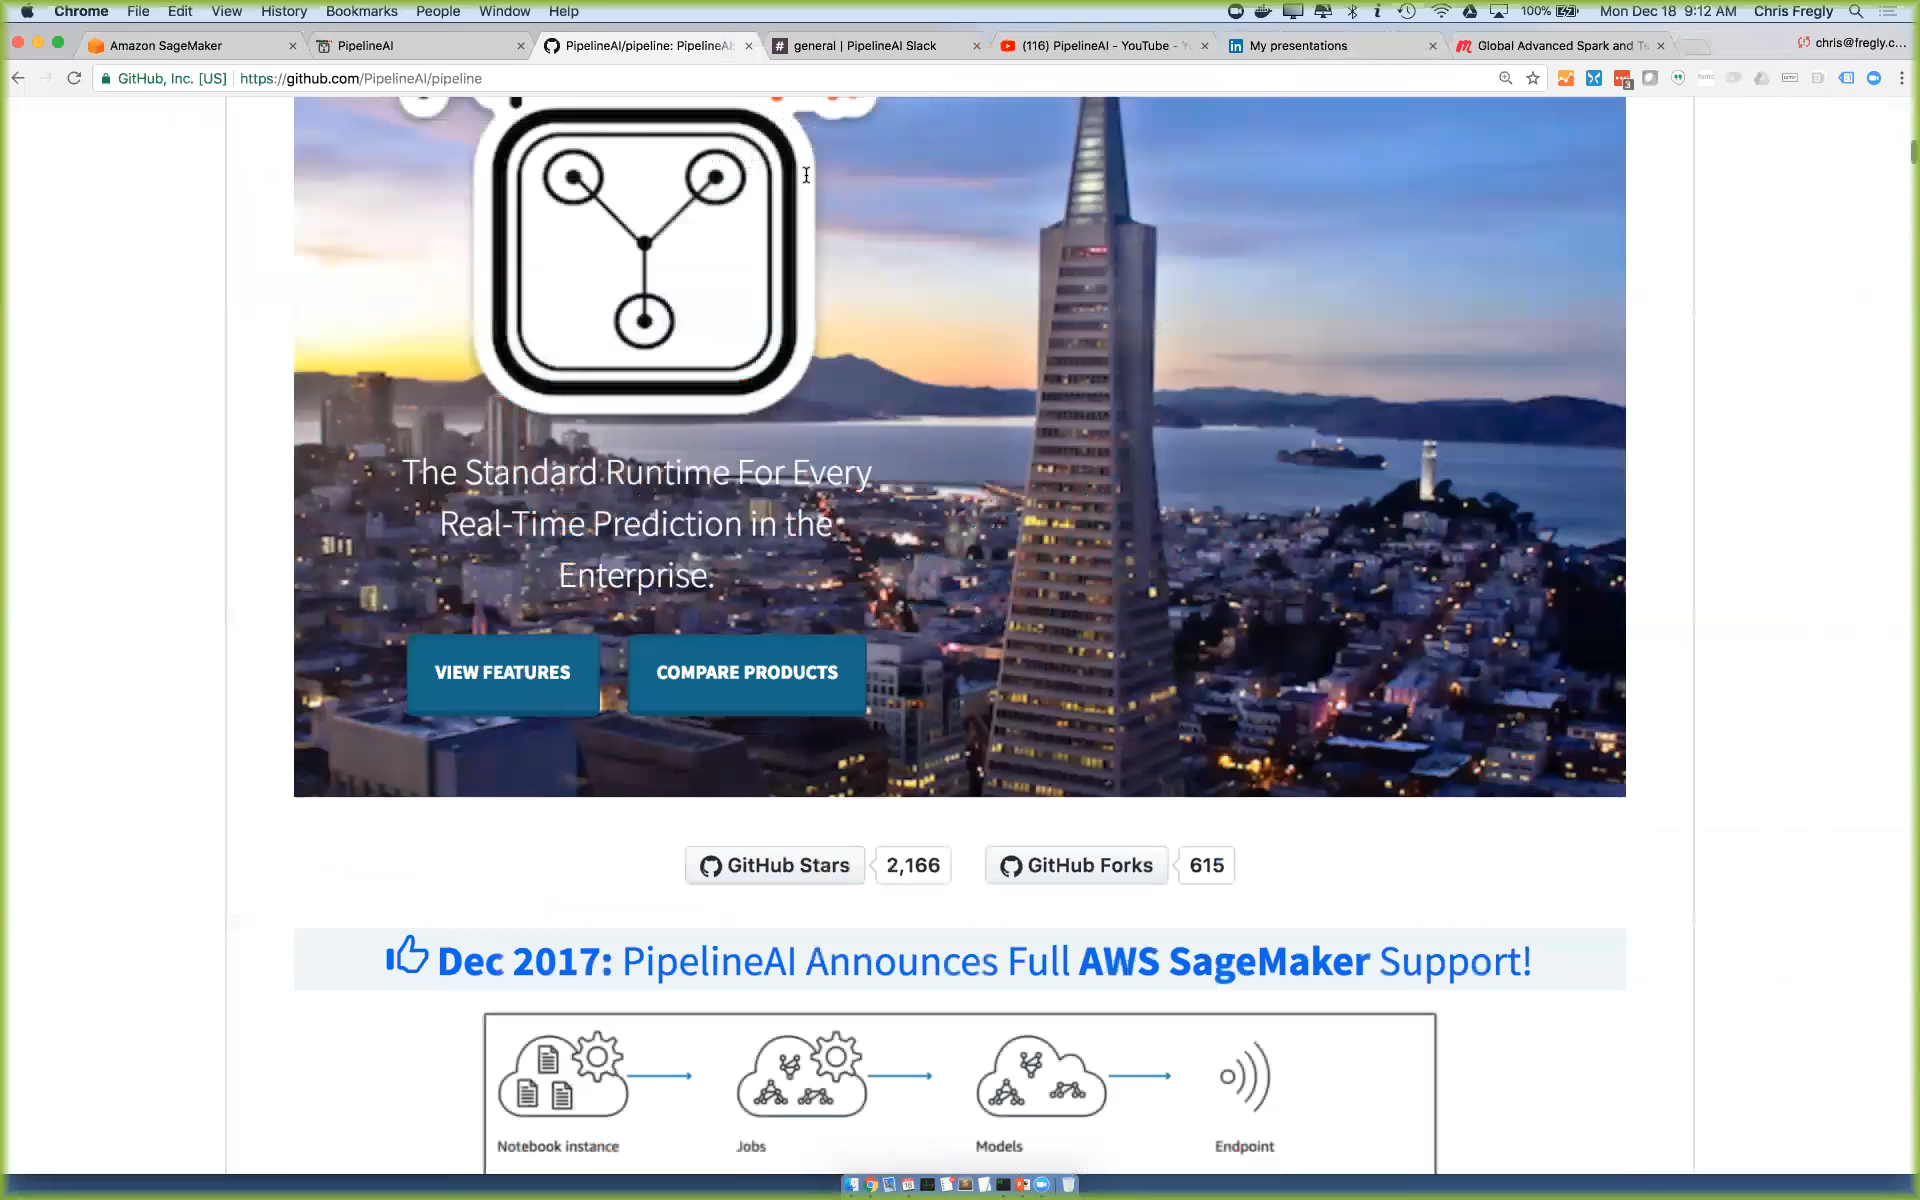 Chrome File Edit View History Bookmarks People Window Help 100% Mon Dec 18 9:12 AM Chris Fregly
Amazon SageMaker PipelineAI PipelineAI/pipeline: PipelineAI: general | PipelineAI Slack (116) PipelineAI - YouTube - My presentations Global Advanced Spark and Te chris@fregly.c...
GitHub, Inc. [US] https://github.com/PipelineAI/pipeline
The Standard Runtime For Every
Real-Time Prediction in the
Enterprise.
VIEW FEATURES COMPARE PRODUCTS
GitHub Stars 2,166 GitHub Forks 615
Dec 2017: PipelineAI Announces Full AWS SageMaker Support!
Notebook instance Jobs Models Endpoint